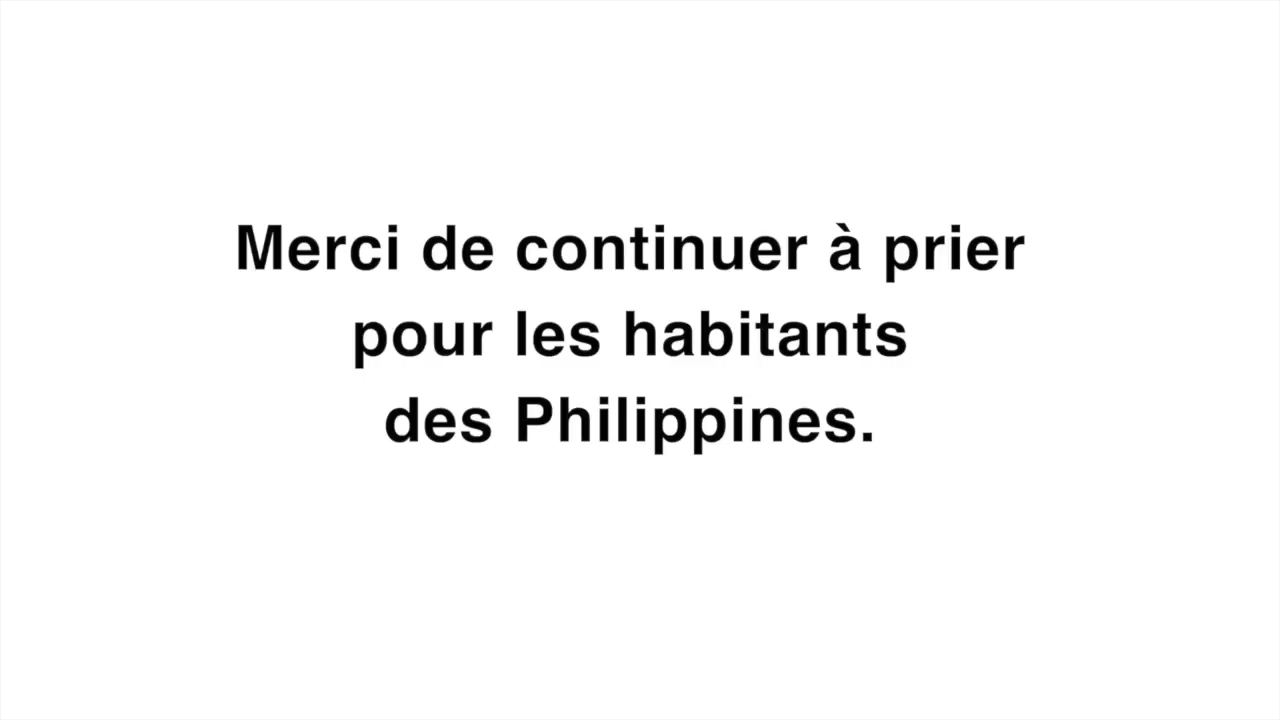 Merci de continuer à prier
pour les habitants
des Philippines.